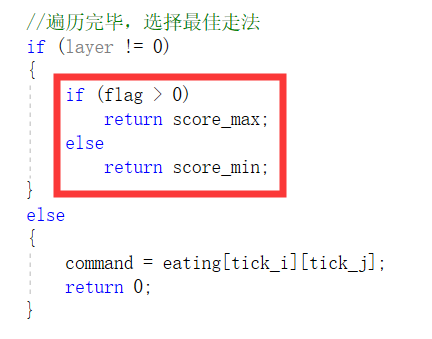 //遍历完毕，选择最佳走法
if (layer != 0)
{
if (flag > 0)
return score_max;
else
return score_min;
}
else
{
command = eating[tick_i][tick_j];
return 0;
}